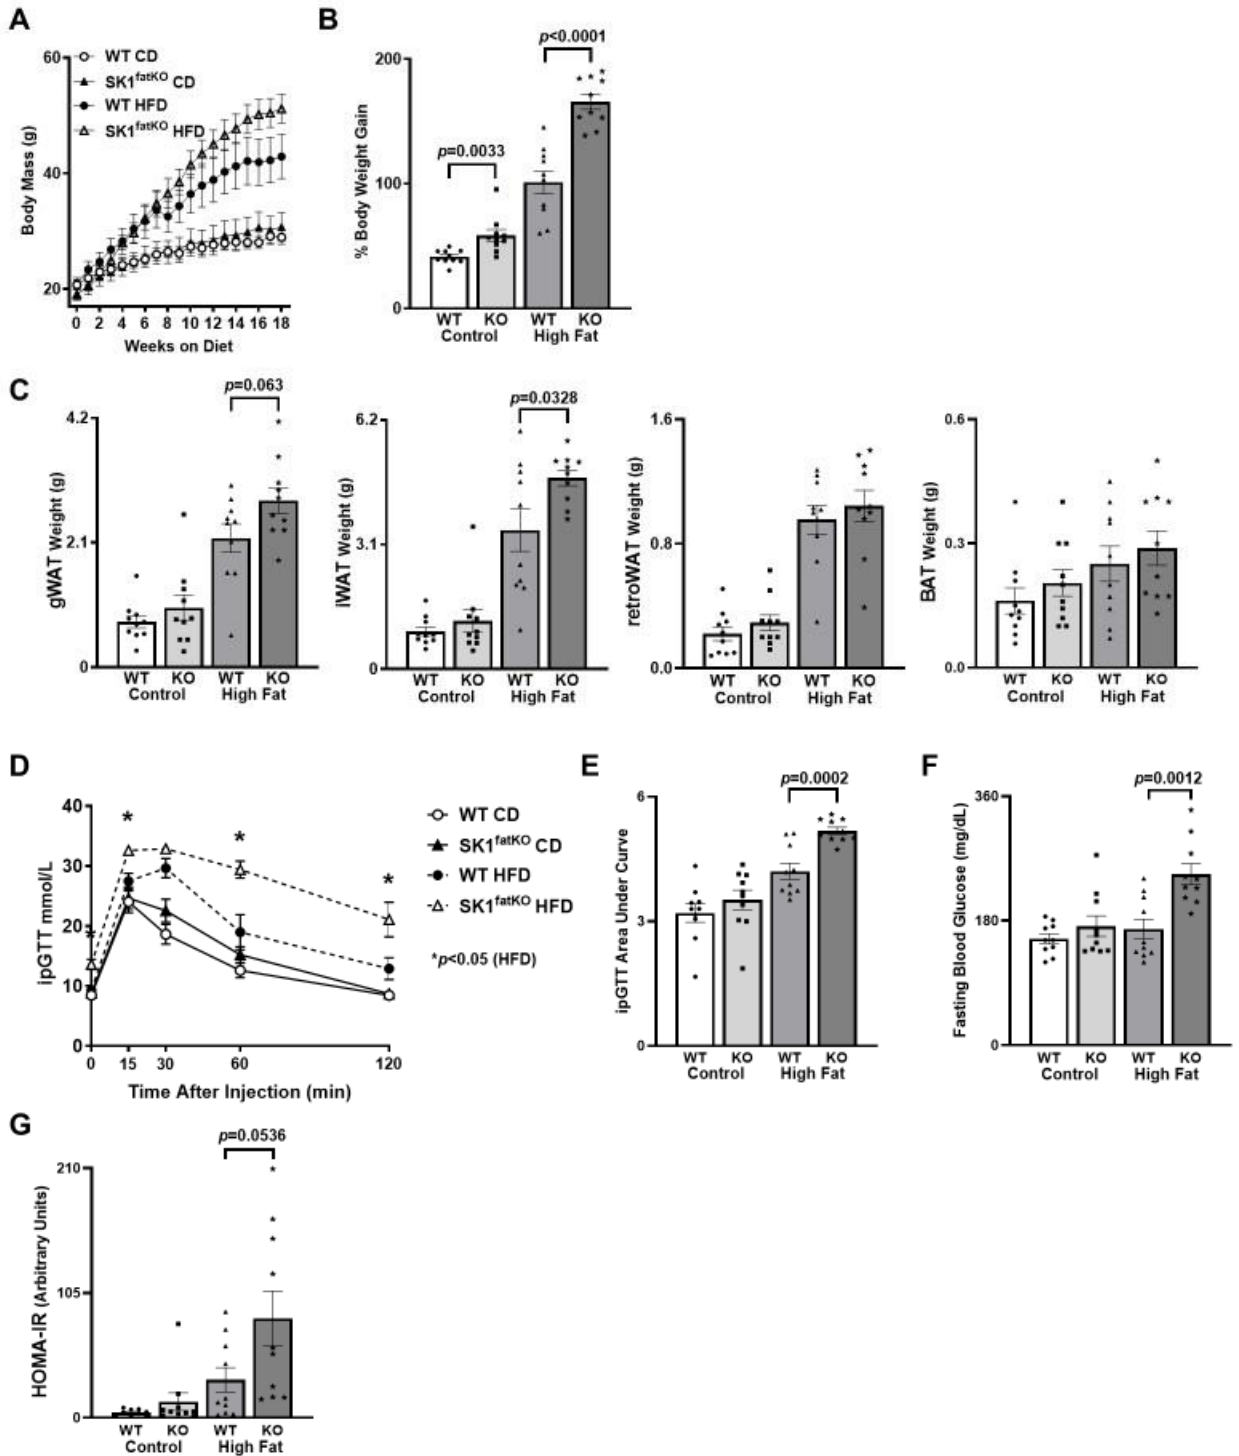 A
60
40
20
Body Mass (g)
WT CD
SK1fatKO CD
WT HFD
SK1fatKO HFD
0 2 4 6 8 10 12 14 16 18
Weeks on Diet
B
p<0.0001
p=0.0033
200
100
0
% Body Weight Gain
WT KO WT KO
Control High Fat
C
p=0.063
4.2
2.1
0
gWAT Weight (g)
WT KO WT KO
Control High Fat
p=0.0328
6.2
3.1
0
iWAT Weight (g)
WT KO WT KO
Control High Fat
1.6
0.8
0.0
retroWAT Weight (g)
WT KO WT KO
Control High Fat
0.6
0.3
0.0
BAT Weight (g)
WT KO WT KO
Control High Fat
D
40
30
20
10
0
ipGTT mmol/L
* * * *
0 15 30 60 120
Time After Injection (min)
WT CD
SK1fatKO CD
WT HFD
SK1fatKO HFD
*p<0.05 (HFD)
E
p=0.0002
6
3
0
ipGTT Area Under Curve
WT KO WT KO
Control High Fat
F
p=0.0012
360
180
0
Fasting Blood Glucose (mg/dL)
WT KO WT KO
Control High Fat
G
p=0.0536
210
105
0
HOMA-IR (Arbitrary Units)
WT KO WT KO
Control High Fat